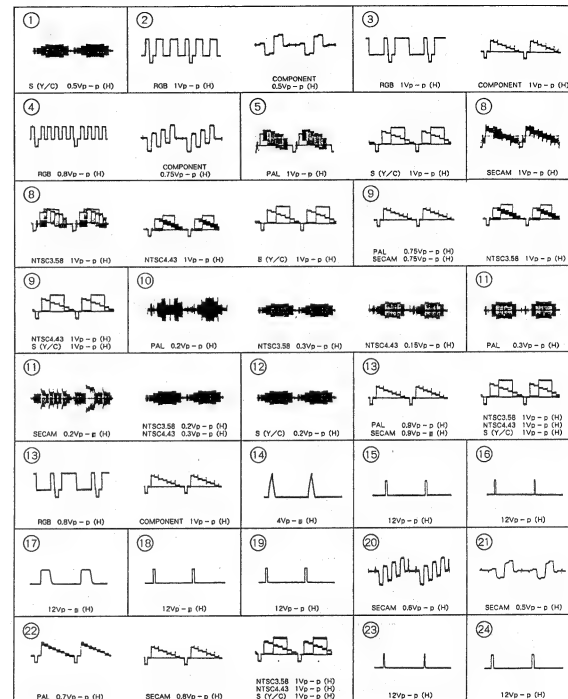 ①
S (Y/C) 0.5Vp-p (H)
②
RGB 1Vp-p (H)
COMPONENT
0.5Vp-p (H)
③
RGB 1Vp-p (H)
COMPONENT 1Vp-p (H)
④
RGB 0.8Vp-p (H)
COMPONENT
0.75Vp-p (H)
⑤
PAL 1Vp-p (H)
S (Y/C) 1Vp-p (H)
⑧
SECAM 1Vp-p (H)
⑧
NTSC3.58 1Vp-p (H)
NTSC4.43 1Vp-p (H)
S (Y/C) 1Vp-p (H)
⑨
PAL 0.75Vp-p (H)
SECAM 0.75Vp-p (H)
NTSC3.58 1Vp-p (H)
⑨
NTSC4.43 1Vp-p (H)
S (Y/C) 1Vp-p (H)
⑩
PAL 0.2Vp-p (H)
NTSC3.58 0.3Vp-p (H)
NTSC4.43 0.15Vp-p (H)
⑪
PAL 0.3Vp-p (H)
⑪
SECAM 0.2Vp-p (H)
NTSC3.58 0.2Vp-p (H)
NTSC4.43 0.3Vp-p (H)
⑫
S (Y/C) 0.2Vp-p (H)
⑬
PAL 0.9Vp-p (H)
SECAM 0.9Vp-p (H)
NTSC3.58 1Vp-p (H)
NTSC4.43 1Vp-p (H)
S (Y/C) 1Vp-p (H)
⑬
RGB 0.8Vp-p (H)
COMPONENT 1Vp-p (H)
⑭
4Vp-p (H)
⑮
12Vp-p (H)
⑯
12Vp-p (H)
⑰
12Vp-p (H)
⑱
12Vp-p (H)
⑲
12Vp-p (H)
⑳
SECAM 0.6Vp-p (H)
㉑
SECAM 0.5Vp-p (H)
㉒
PAL 0.7Vp-p (H)
SECAM 0.8Vp-p (H)
NTSC3.58 1Vp-p (H)
NTSC4.43 1Vp-p (H)
S (Y/C) 1Vp-p (H)
㉓
12Vp-p (H)
㉔
12Vp-p (H)